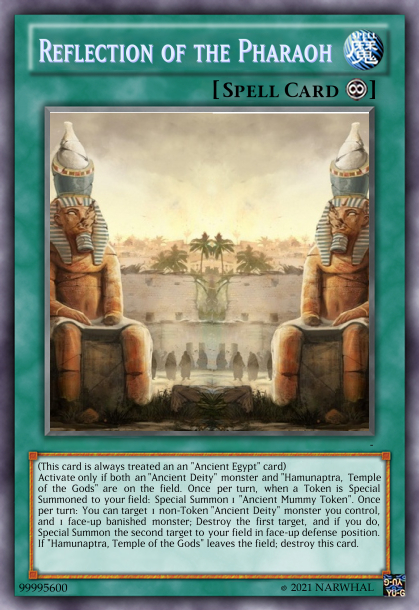 REFLECTION OF THE PHARAOH 魔
[SPELL CARD]
(This card is always treated an an "Ancient Egypt" card)
Activate only if both an"Ancient Deity" monster and "Hamunaptra, Temple
of the Gods" are on the field. Once per turn, when a Token is Special
Summoned to your field: Special Summon 1 "Ancient Mummy Token". Once
per turn: You can target 1 non-Token "Ancient Deity" monster you control,
and 1 face-up banished monster; Destroy the first target, and if you do,
Special Summon the second target to your field in face-up defense position.
If "Hamunaptra, Temple of the Gods" leaves the field; destroy this card.
99995600 © 2021 NARWHAL